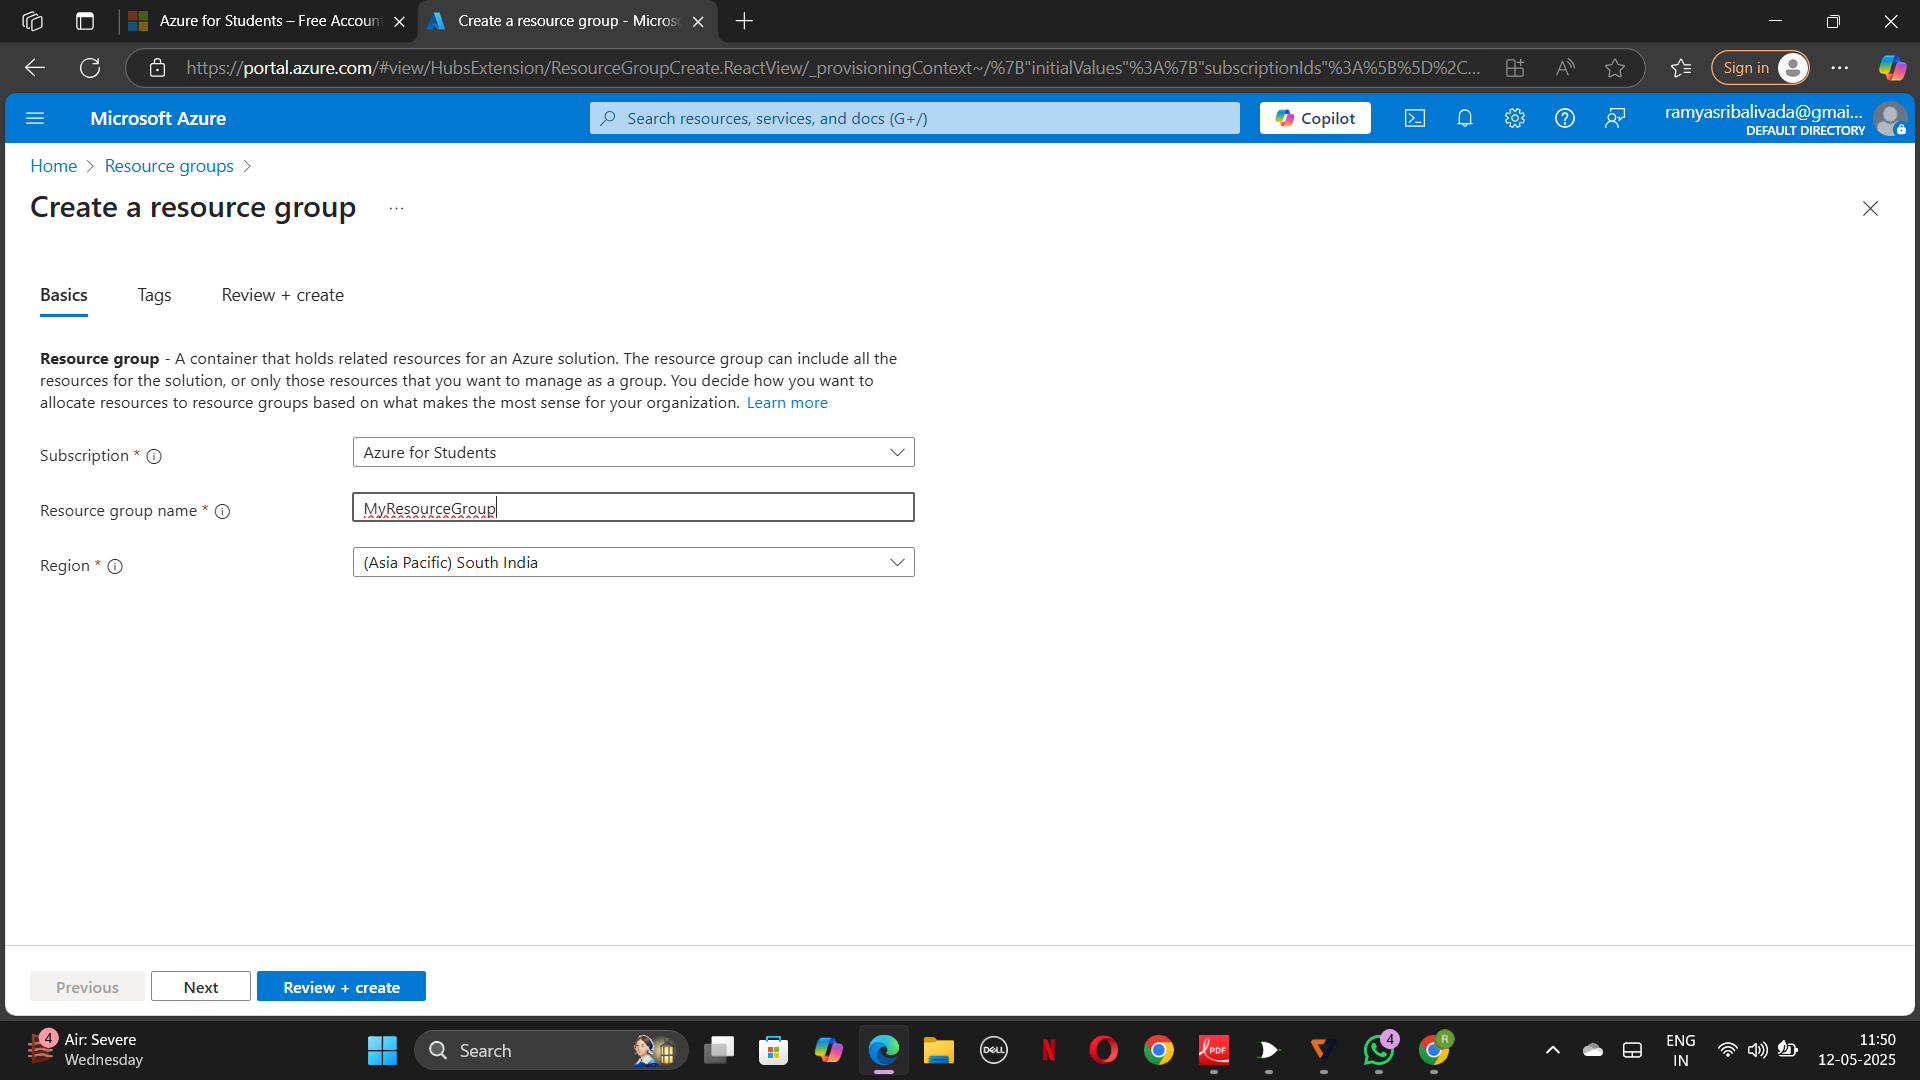 Azure for Students – Free Accoun
Create a resource group - Micros
https://portal.azure.com/#view/HubsExtension/ResourceGroupCreate.ReactView/_provisioningContext~/%7B"initialValues"%3A%7B"subscriptionIds"%3A%5B%5D%2C...
Sign in
Microsoft Azure
Search resources, services, and docs (G+/)
Copilot
ramyasribalivada@gmai...
DEFAULT DIRECTORY
Home > Resource groups >
Create a resource group ...
Basics
Tags
Review + create
Resource group - A container that holds related resources for an Azure solution. The resource group can include all the
resources for the solution, or only those resources that you want to manage as a group. You decide how you want to
allocate resources to resource groups based on what makes the most sense for your organization. Learn more
Subscription *
Azure for Students
Resource group name *
MyResourceGroup
Region *
(Asia Pacific) South India
Previous
Next
Review + create
4
Air: Severe
Wednesday
Search
DELL
N
PDF
4
R
ENG
IN
11:50
12-05-2025